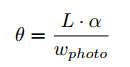 θ = L · α / w_photo